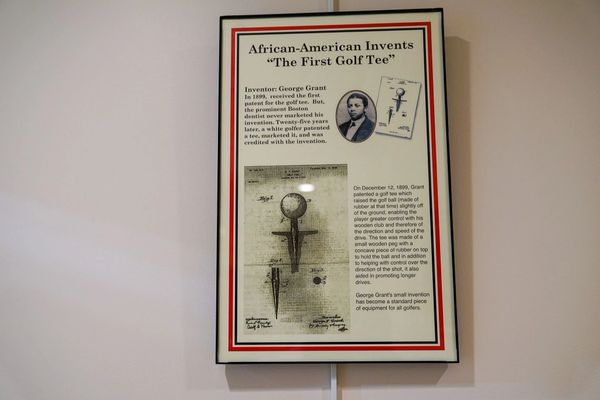 African-American Invents
“The First Golf Tee”
Inventor: George Grant
In 1899, received the first
patent for the golf tee. But,
the prominent Boston
dentist never marketed his
invention. Twenty-five years
later, a white golfer patented
a tee, marketed it, and was
credited with the invention.
On December 12, 1899, Grant
patented a golf tee which
raised the golf ball (made of
rubber at that time) slightly off
of the ground, enabling the
player greater control with his
wooden club and therefore of
the direction and speed of the
drive. The tee was made of a
small wooden peg with a
concave piece of rubber on top
to hold the ball and in addition
to helping with control over the
direction of the shot, it also
aided in promoting longer
drives.
George Grant's small invention
has become a standard piece
of equipment for all golfers.